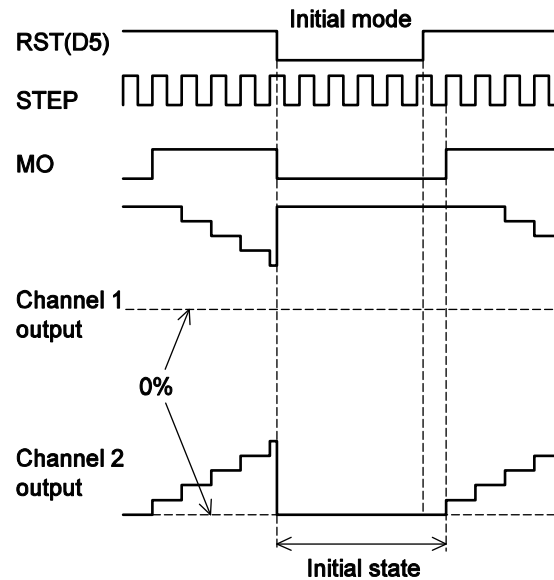 Initial mode
RST(D5)
STEP
MO
Channel 1
output
0%
Channel 2
output
Initial state